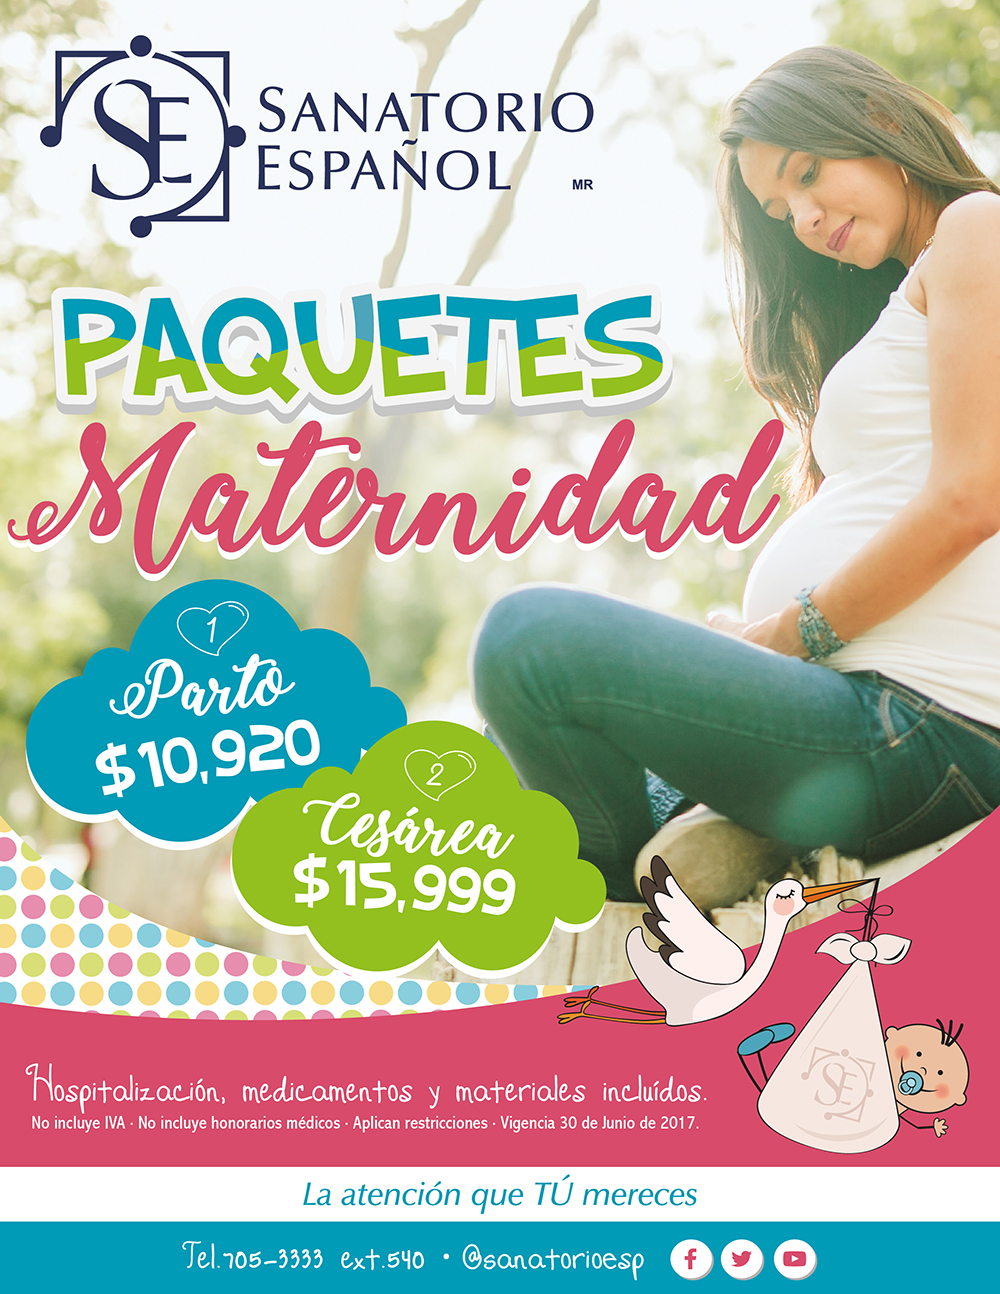 SE
SANATORIO
ESPAÑOL
MR
PAQUETES
Maternidad
1
Parto
$10,920
2
Cesárea
$15,999
SE
Hospitalización, medicamentos y materiales incluídos.
No incluye IVA · No incluye honorarios médicos · Aplican restricciones · Vigencia 30 de Junio de 2017.
La atención que TÚ mereces
Tel.705-3333 ext.540 • @sanatorioesp